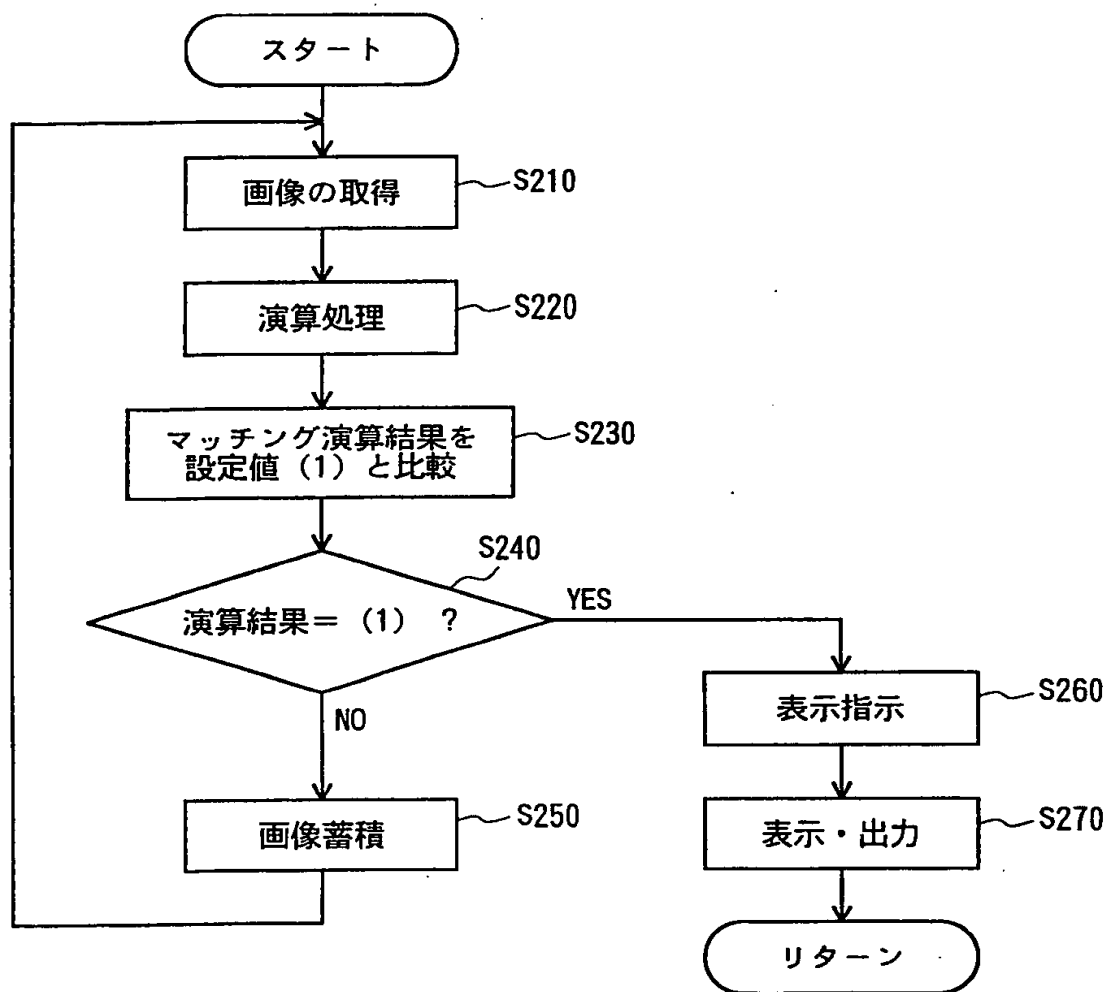 スタート
画像の取得
S210
演算処理
S220
マッチング演算結果を
設定値（1）と比較
S230
S240
演算結果＝（1）？
YES
NO
画像蓄積
S250
表示指示
S260
表示・出力
S270
リターン